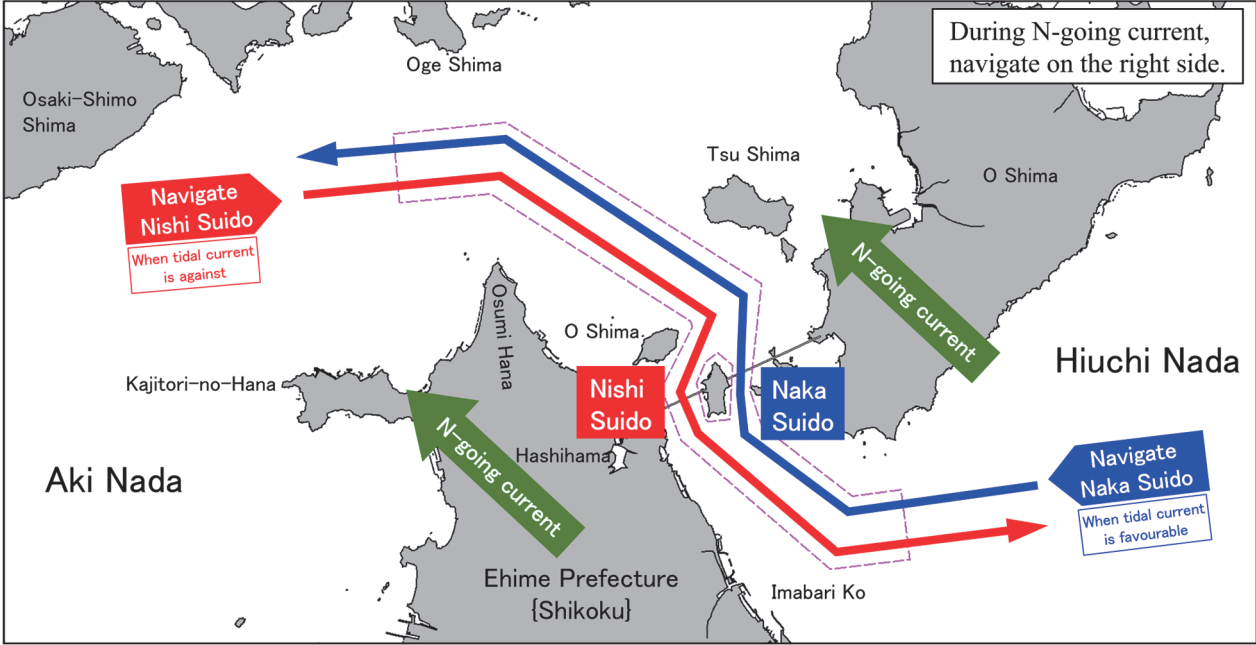 During N-going current,
navigate on the right side.
Oge Shima
Osaki-Shimo
Shima
Tsu Shima
O Shima
Navigate
Nishi Suido
When tidal current
is against
N-going current
Osumi Hana
O Shima
Hiuchi Nada
Kajitori-no-Hana
Nishi
Suido
Naka
Suido
N-going current
Hashihama
Aki Nada
Navigate
Naka Suido
When tidal current
is favourable
Ehime Prefecture
{Shikoku}
Imabari Ko